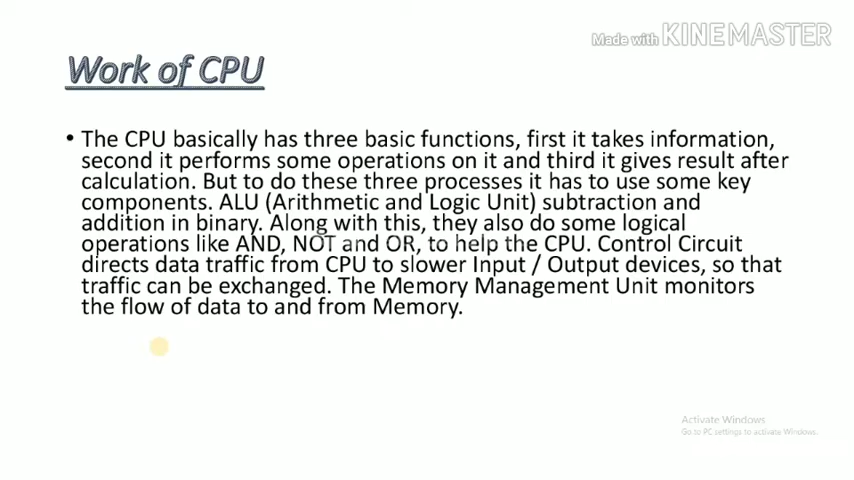 Made with KINEMASTER
Work of CPU
• The CPU basically has three basic functions, first it takes information,
second it performs some operations on it and third it gives result after
calculation. But to do these three processes it has to use some key
components. ALU (Arithmetic and Logic Unit) subtraction and
addition in binary. Along with this, they also do some logical
operations like AND, NOT and OR, to help the CPU. Control Circuit
directs data traffic from CPU to slower Input / Output devices, so that
traffic can be exchanged. The Memory Management Unit monitors
the flow of data to and from Memory.
Activate Windows
Go to PC settings to activate Windows.